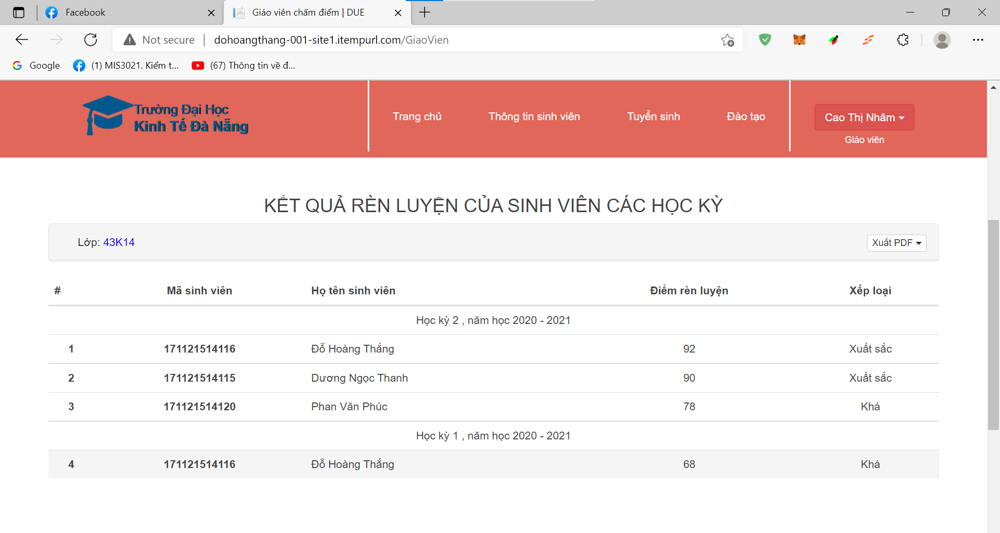 Facebook
Giáo viên chấm điểm | DUE
Not secure
dohoangthang-001-site1.itempurl.com/GiaoVien
Google
(1) MIS3021. Kiểm t...
(67) Thông tin về đ...
Trường Đại Học
Kinh Tế Đà Nẵng
Trang chủ
Thông tin sinh viên
Tuyển sinh
Đào tạo
Cao Thị Nhâm
Giáo viên
KẾT QUẢ RÈN LUYỆN CỦA SINH VIÊN CÁC HỌC KỲ
Lớp: 43K14
Xuất PDF
# Mã sinh viên Họ tên sinh viên Điểm rèn luyện Xếp loại
Học kỳ 2 , năm học 2020 - 2021
1 171121514116 Đỗ Hoàng Thắng 92 Xuất sắc
2 171121514115 Dương Ngọc Thanh 90 Xuất sắc
3 171121514120 Phan Văn Phúc 78 Khá
Học kỳ 1 , năm học 2020 - 2021
4 171121514116 Đỗ Hoàng Thắng 68 Khá